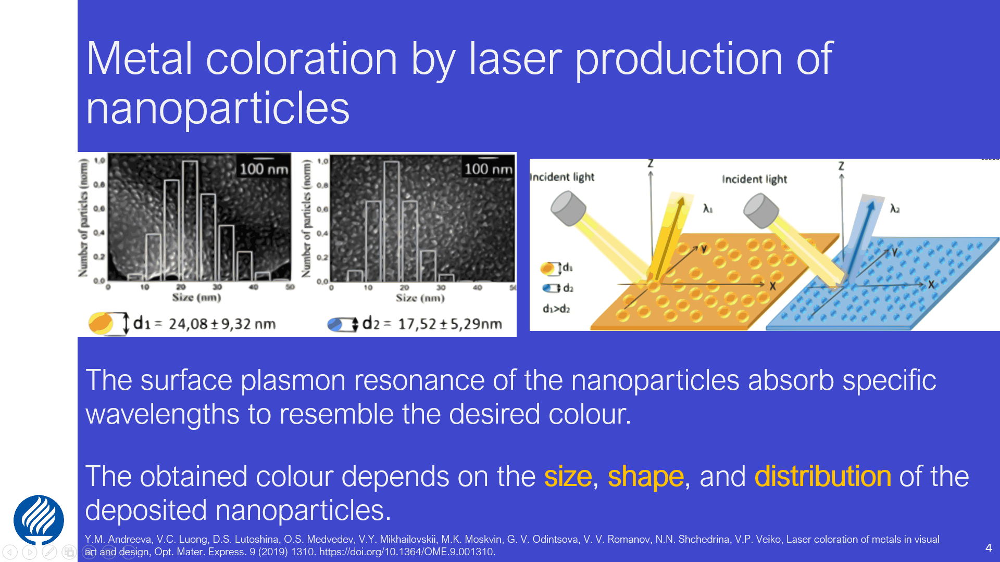 Metal coloration by laser production of
nanoparticles
Number of particles (norm)
1,0
0,8
0,6
0,4
0,2
0,0
100 nm
0 10 20 30 40 50
Size (nm)
d1 = 24,08 ± 9,32 nm
Number of particles (norm)
1,0
0,8
0,6
0,4
0,2
0,0
100 nm
0 10 20 30 40
Size (nm)
d2 = 17,52 ± 5,29nm
Incident light
Z
λ1
Y
X
d1
d2
d1>d2
Incident light
Z
λ2
Y
X
The surface plasmon resonance of the nanoparticles absorb specific
wavelengths to resemble the desired colour.
The obtained colour depends on the size, shape, and distribution of the
deposited nanoparticles.
Y.M. Andreeva, V.C. Luong, D.S. Lutoshina, O.S. Medvedev, V.Y. Mikhailovskii, M.K. Moskvin, G. V. Odintsova, V. V. Romanov, N.N. Shchedrina, V.P. Veiko, Laser coloration of metals in visual
art and design, Opt. Mater. Express. 9 (2019) 1310. https://doi.org/10.1364/OME.9.001310.
4